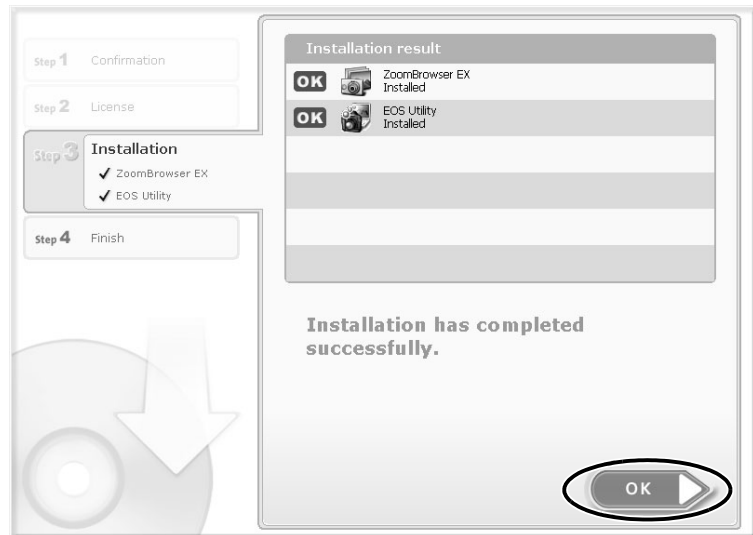 Step 1 Confirmation
Step 2 License
Step 3 Installation
✓ ZoomBrowser EX
✓ EOS Utility
Step 4 Finish
Installation result
OK ZoomBrowser EX
Installed
OK EOS Utility
Installed
Installation has completed
successfully.
OK